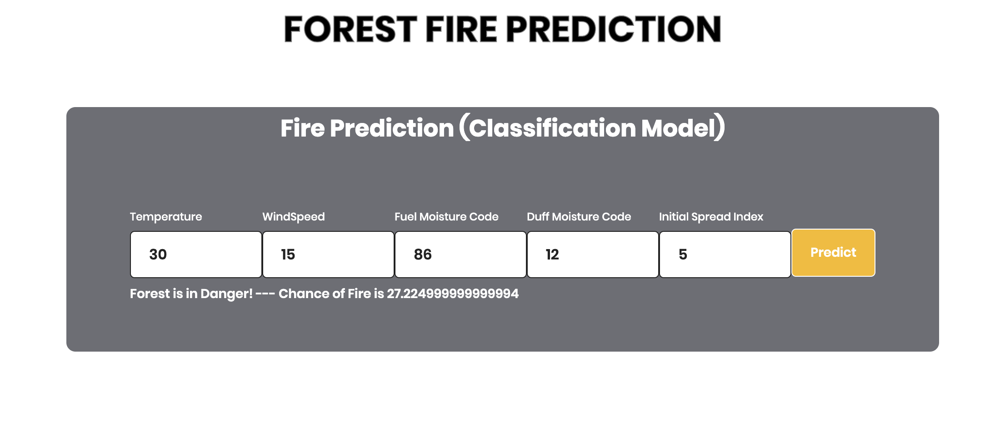 FOREST FIRE PREDICTION
Fire Prediction (Classification Model)
Temperature WindSpeed Fuel Moisture Code Duff Moisture Code Initial Spread Index
30 15 86 12 5 Predict
Forest is in Danger! --- Chance of Fire is 27.224999999999994